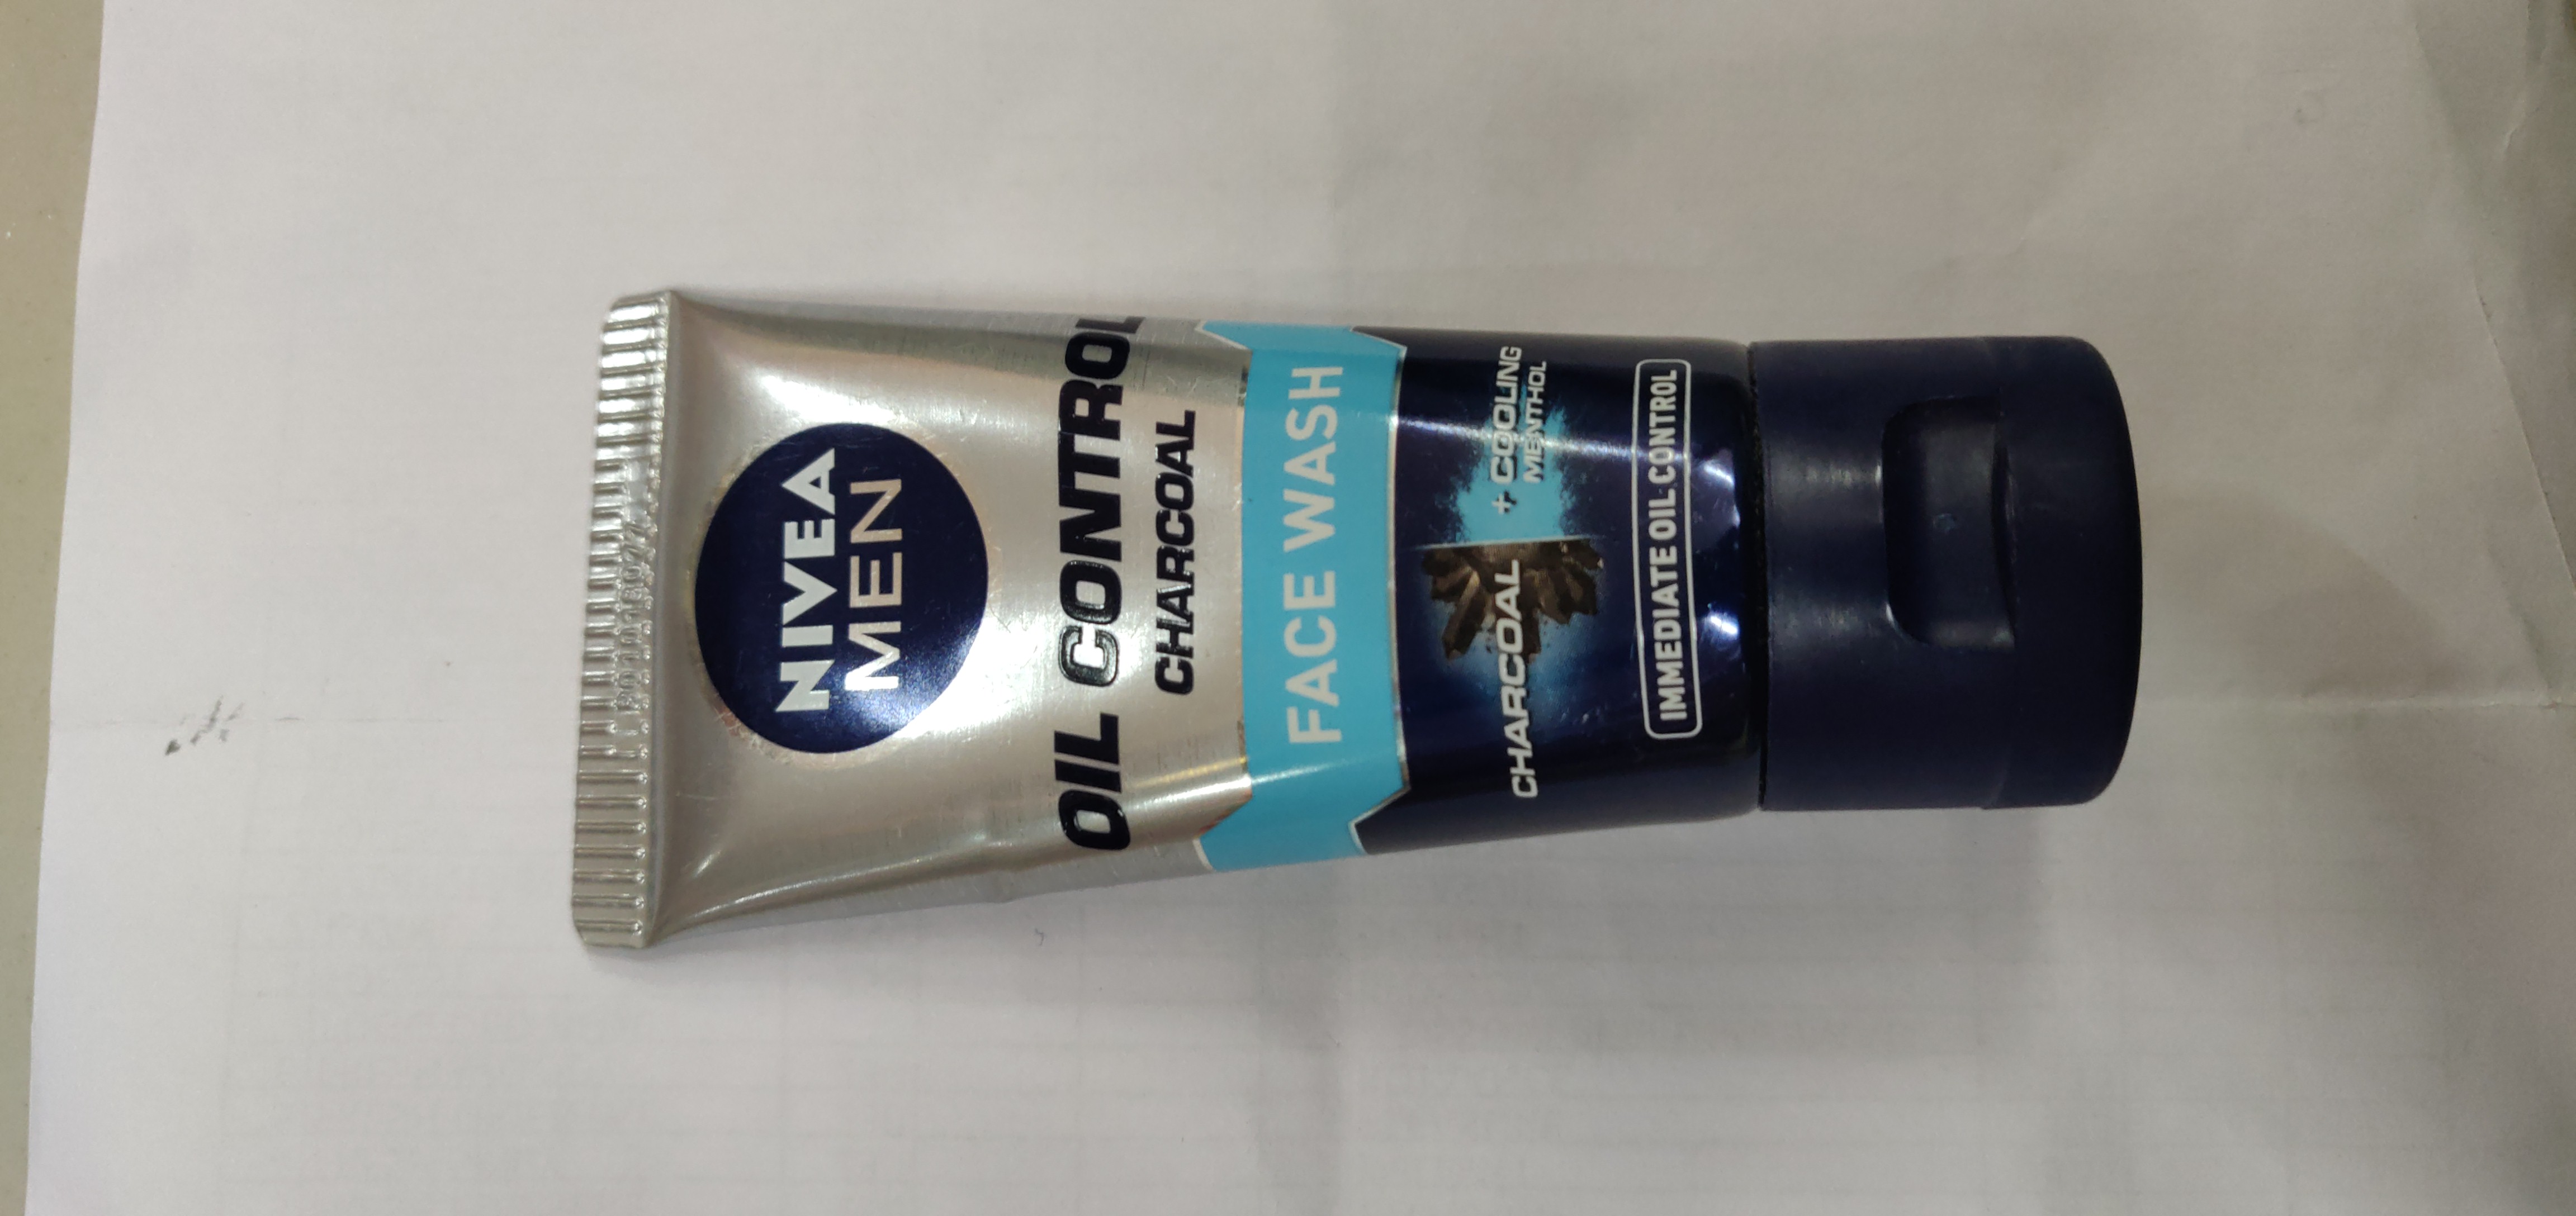 NIVEA
MEN
OIL CONTROL
CHARCOAL
FACE WASH
CHARCOAL
+ COOLING
MENTHOL
IMMEDIATE OIL CONTROL